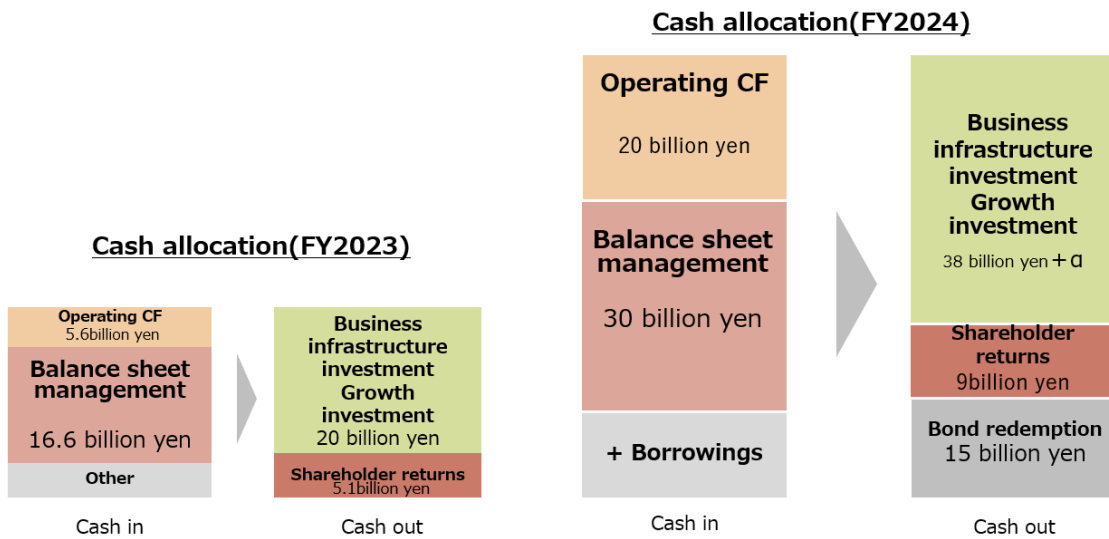 Cash allocation(FY2023)
Operating CF
5.6billion yen
Balance sheet
management
16.6 billion yen
Other
Cash in
Business
infrastructure
investment
Growth
investment
20 billion yen
Shareholder returns
5.1billion yen
Cash out
Cash allocation(FY2024)
Operating CF
20 billion yen
Balance sheet
management
30 billion yen
+ Borrowings
Cash in
Business
infrastructure
investment
Growth
investment
38 billion yen+α
Shareholder
returns
9billion yen
Bond redemption
15 billion yen
Cash out